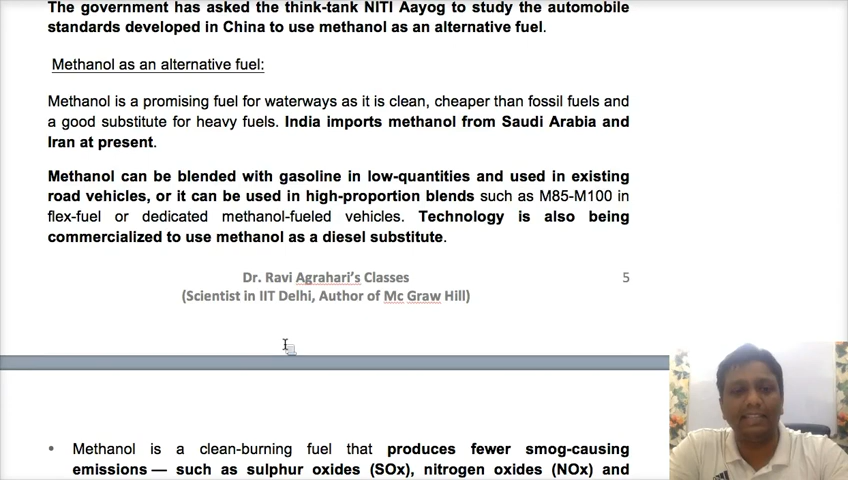 The government has asked the think-tank NITI Aayog to study the automobile
standards developed in China to use methanol as an alternative fuel.
Methanol as an alternative fuel:
Methanol is a promising fuel for waterways as it is clean, cheaper than fossil fuels and
a good substitute for heavy fuels. India imports methanol from Saudi Arabia and
Iran at present.
Methanol can be blended with gasoline in low-quantities and used in existing
road vehicles, or it can be used in high-proportion blends such as M85-M100 in
flex-fuel or dedicated methanol-fueled vehicles. Technology is also being
commercialized to use methanol as a diesel substitute.
Dr. Ravi Agrahari's Classes 5
(Scientist in IIT Delhi, Author of Mc Graw Hill)
• Methanol is a clean-burning fuel that produces fewer smog-causing
emissions — such as sulphur oxides (SOx), nitrogen oxides (NOx) and